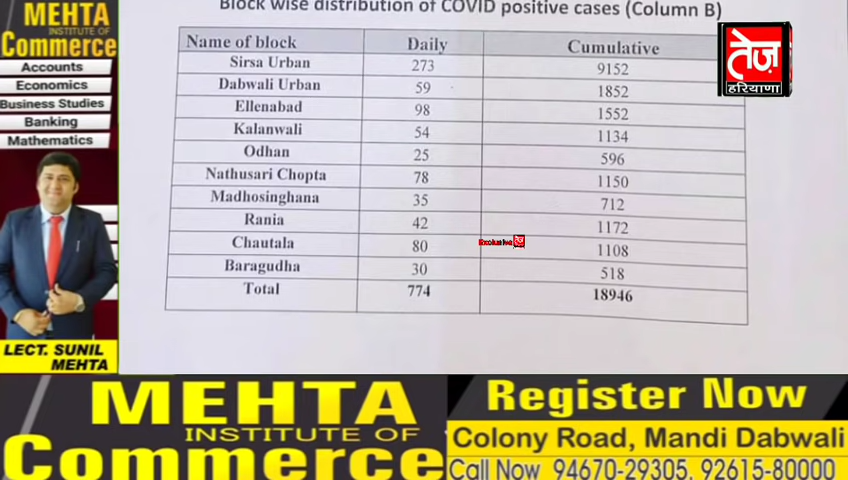 MEHTA
INSTITUTE OF
Commerce
Accounts
Economics
Business Studies
Banking
Mathematics
LECT. SUNIL
MEHTA
Block wise distribution of COVID positive cases (Column B)
Name of block Daily Cumulative
Sirsa Urban 273 9152
Dabwali Urban 59 1852
Ellenabad 98 1552
Kalanwali 54 1134
Odhan 25 596
Nathusari Chopta 78 1150
Madhosinghana 35 712
Rania 42 1172
Chautala 80 1108
Baragudha 30 518
Total 774 18946
तेज़
हरियाणा
Exclusive
MEHTA
INSTITUTE OF
Commerce
Register Now
Colony Road, Mandi Dabwali
Call Now 94670-29305, 92615-80000